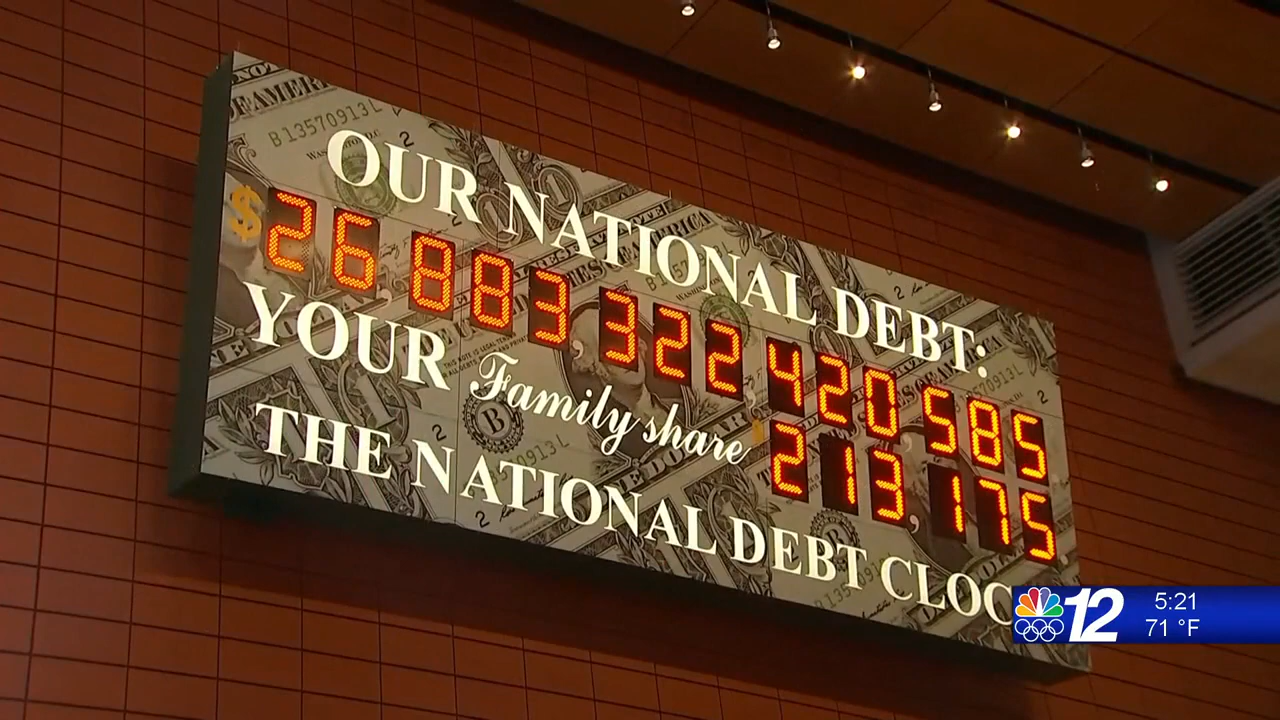 OUR NATIONAL DEBT:
$26,883,322,420,585
YOUR Family share $213,175
THE NATIONAL DEBT CLOC
B13570913L
12
5:21
71 °F